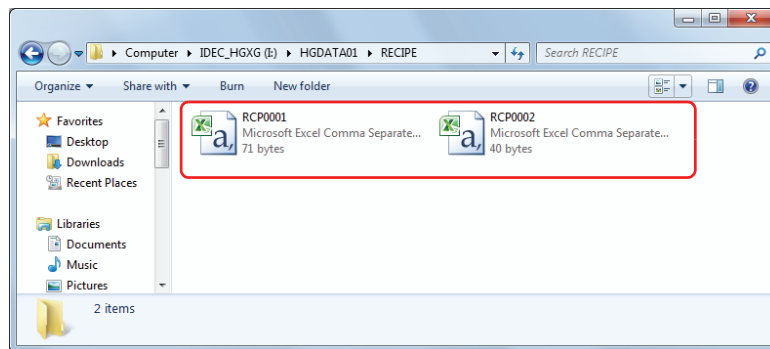 Computer ▸ IDEC_HGXG (I:) ▸ HGDATA01 ▸ RECIPE
Search RECIPE
Organize
Share with
Burn
New folder
Favorites
Desktop
Downloads
Recent Places
Libraries
Documents
Music
Pictures
RCP0001
Microsoft Excel Comma Separate...
71 bytes
RCP0002
Microsoft Excel Comma Separate...
40 bytes
2 items